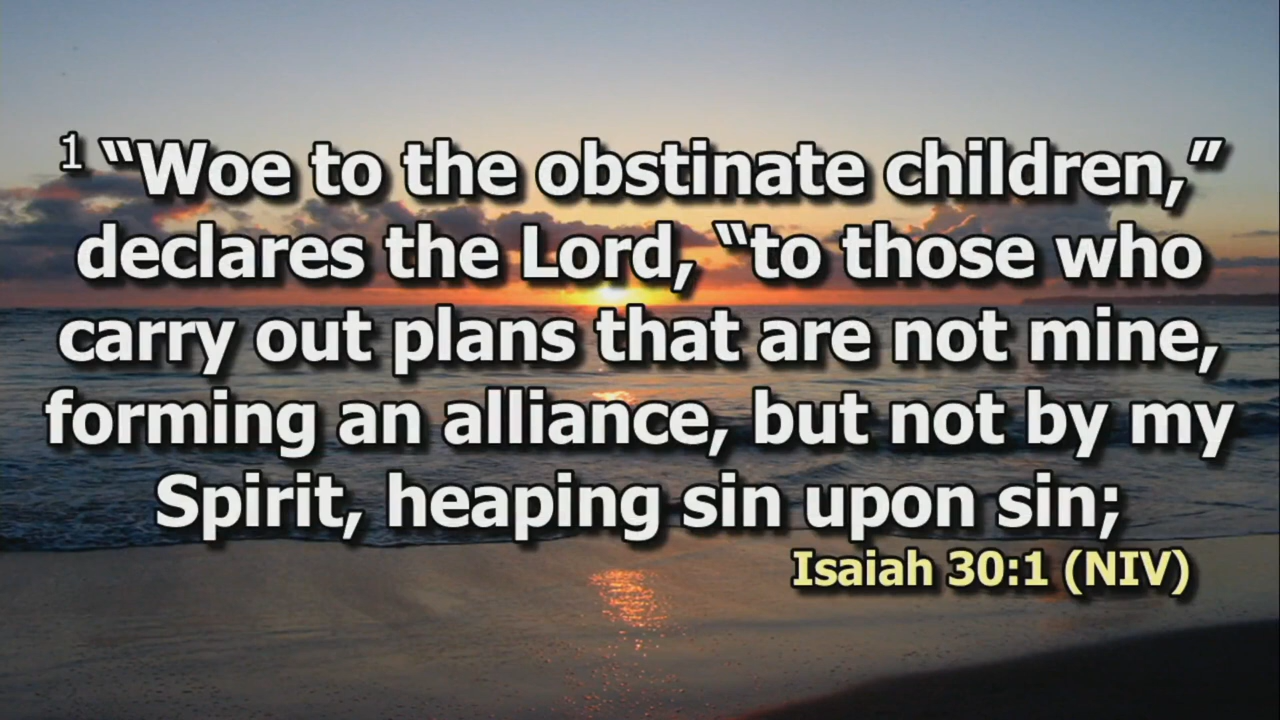 1 “Woe to the obstinate children,”
declares the Lord, “to those who
carry out plans that are not mine,
forming an alliance, but not by my
Spirit, heaping sin upon sin;
Isaiah 30:1 (NIV)